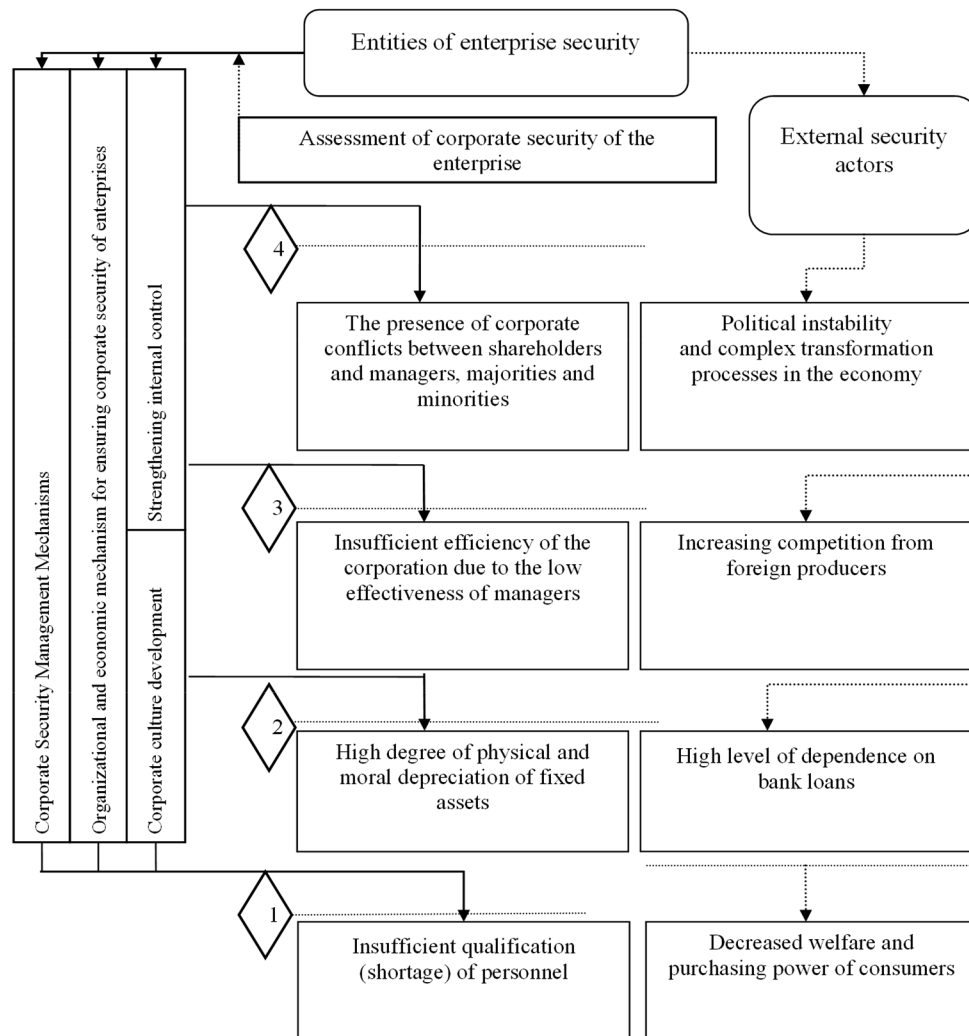 Entities of enterprise security
Assessment of corporate security of the
enterprise
External security
actors
Corporate Security Management Mechanisms
Organizational and economic mechanism for ensuring corporate security of enterprises
Strengthening internal control
Corporate culture development
4
The presence of corporate
conflicts between shareholders
and managers, majorities and
minorities
Political instability
and complex transformation
processes in the economy
3
Insufficient efficiency of the
corporation due to the low
effectiveness of managers
Increasing competition from
foreign producers
2
High degree of physical and
moral depreciation of fixed
assets
High level of dependence on
bank loans
1
Insufficient qualification
(shortage) of personnel
Decreased welfare and
purchasing power of consumers